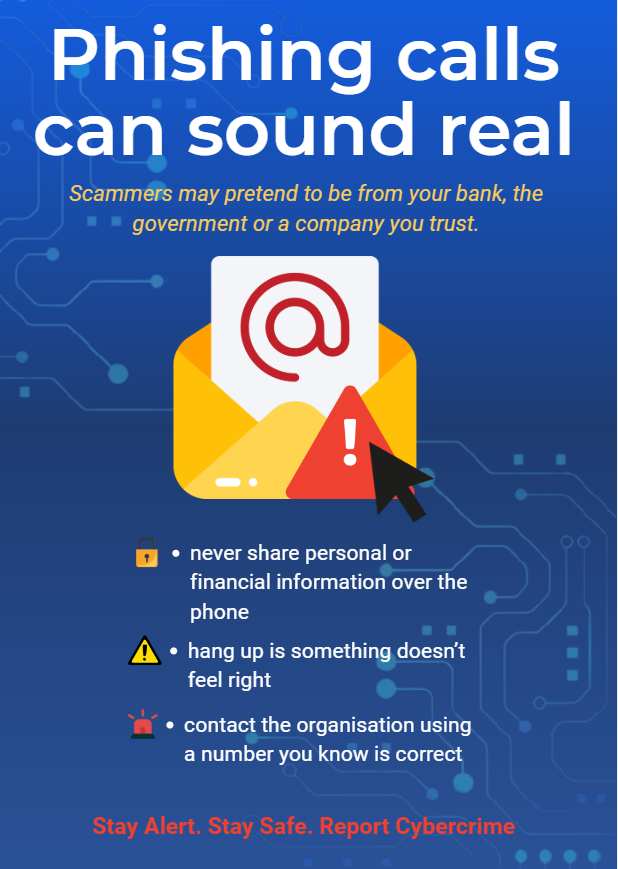 Phishing calls
can sound real
Scammers may pretend to be from your bank, the
government or a company you trust.
@
!
• never share personal or
financial information over the
phone
• hang up is something doesn't
feel right
• contact the organisation using
a number you know is correct
Stay Alert. Stay Safe. Report Cybercrime